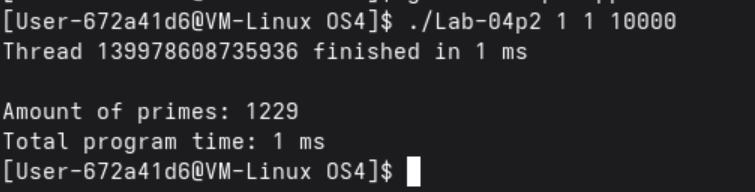 [User-672a41d6@VM-Linux OS4]$ ./Lab-04p2 1 1 10000
Thread 139978608735936 finished in 1 ms

Amount of primes: 1229
Total program time: 1 ms
[User-672a41d6@VM-Linux OS4]$